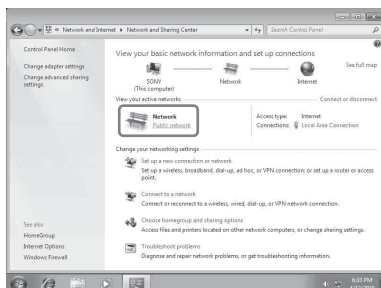 Network and Internet ▸ Network and Sharing Center
Search Control Panel
Control Panel Home
Change adapter settings
Change advanced sharing
settings
View your basic network information and set up connections
See full map
SONY
(This computer)
Network
Internet
View your active networks
Connect or disconnect
Network
Public network
Access type: Internet
Connections: Local Area Connection
Change your networking settings
Set up a new connection or network
Set up a wireless, broadband, dial-up, ad hoc, or VPN connection; or set up a router or access
point.
Connect to a network
Connect or reconnect to a wireless, wired, dial-up, or VPN network connection.
Choose homegroup and sharing options
Access files and printers located on other network computers, or change sharing settings.
Troubleshoot problems
Diagnose and repair network problems, or get troubleshooting information.
See also
HomeGroup
Internet Options
Windows Firewall
6:33 PM